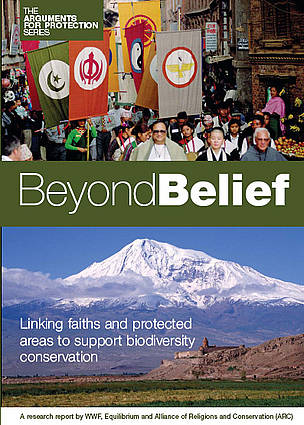 THE
ARGUMENTS
FOR PROTECTION
SERIES
BeyondBelief
Linking faiths and protected
areas to support biodiversity
conservation
A research report by WWF, Equilibrium and Alliance of Religions and Conservation (ARC)